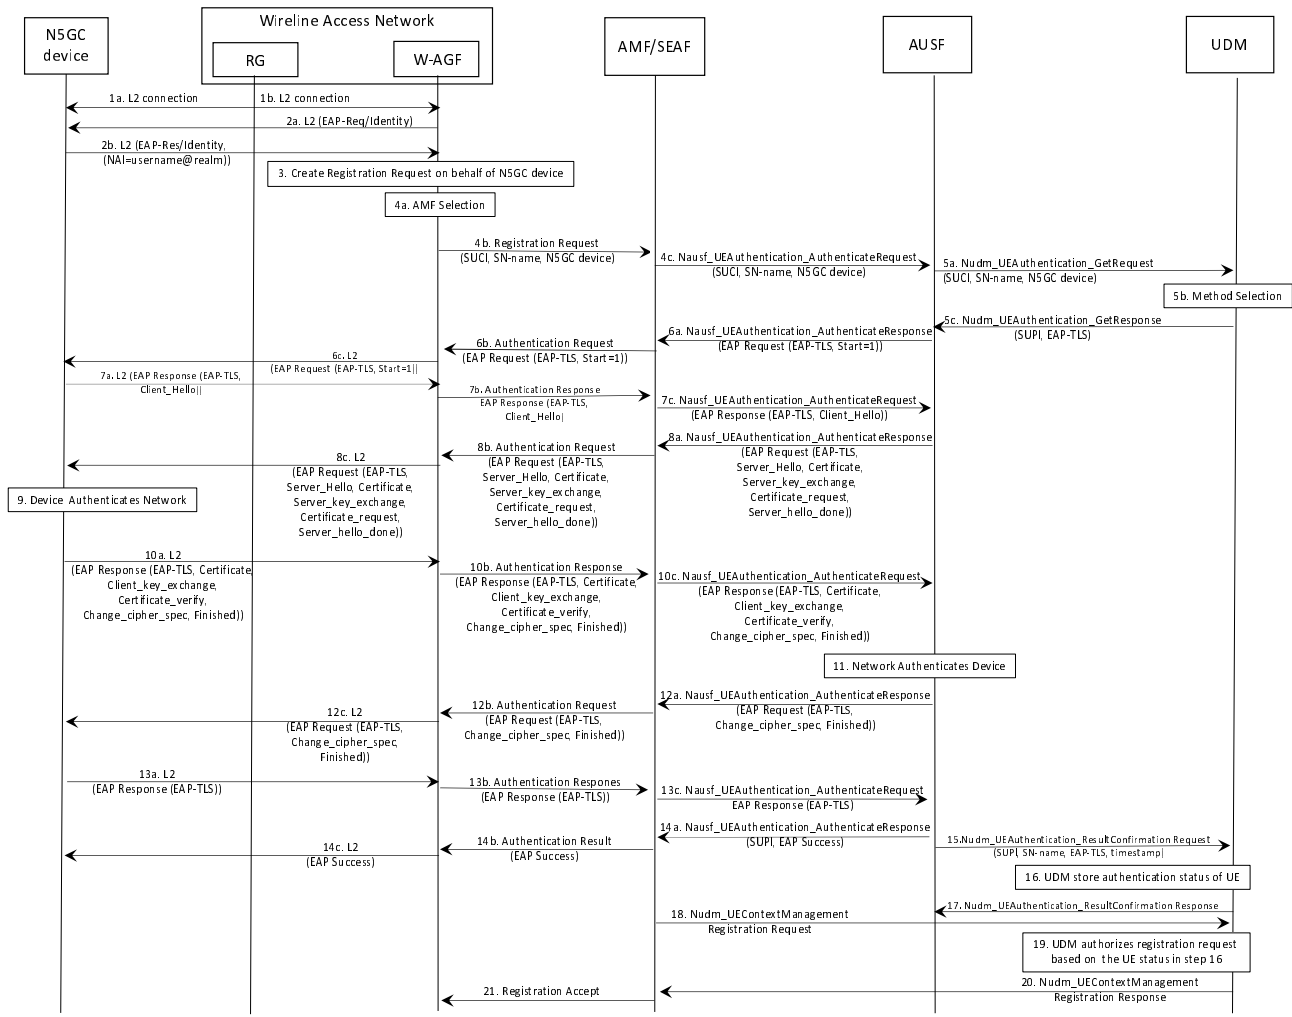 N5GC
device
Wireline Access Network
RG
W-AGF
AMF/SEAF
AUSF
UDM
1a. L2 connection
1b. L2 connection
2a. L2 (EAP-Req/Identity)
2b. L2 (EAP-Res/Identity,
(NAI=username@realm))
3. Create Registration Request on behalf of N5GC device
4a. AMF Selection
4b. Registration Request
(SUCI, SN-name, N5GC device)
4c. Nausf_UEAuthentication_AuthenticateRequest
(SUCI, SN-name, N5GC device)
5a. Nudm_UEAuthentication_GetRequest
(SUCI, SN-name, N5GC device)
5b. Method Selection
5c. Nudm_UEAuthentication_GetResponse
(SUPI, EAP-TLS)
6a. Nausf_UEAuthentication_AuthenticateResponse
(EAP Request (EAP-TLS, Start=1))
6b. Authentication Request
(EAP Request (EAP-TLS, Start=1))
6c. L2
(EAP Request (EAP-TLS, Start=1))
7a. L2 (EAP Response (EAP-TLS,
Client_Hello))
7b. Authentication Response
EAP Response (EAP-TLS,
Client_Hello)
7c. Nausf_UEAuthentication_AuthenticateRequest
(EAP Response (EAP-TLS, Client_Hello))
8a. Nausf_UEAuthentication_AuthenticateResponse
(EAP Request (EAP-TLS,
Server_Hello, Certificate,
Server_key_exchange,
Certificate_request,
Server_hello_done))
8b. Authentication Request
(EAP Request (EAP-TLS,
Server_Hello, Certificate,
Server_key_exchange,
Certificate_request,
Server_hello_done))
8c. L2
(EAP Request (EAP-TLS,
Server_Hello, Certificate,
Server_key_exchange,
Certificate_request,
Server_hello_done))
9. Device Authenticates Network
10a. L2
(EAP Response (EAP-TLS, Certificate,
Client_key_exchange,
Certificate_verify,
Change_cipher_spec, Finished))
10b. Authentication Response
(EAP Response (EAP-TLS, Certificate,
Client_key_exchange,
Certificate_verify,
Change_cipher_spec, Finished))
10c. Nausf_UEAuthentication_AuthenticateRequest
(EAP Response (EAP-TLS, Certificate,
Client_key_exchange,
Certificate_verify,
Change_cipher_spec, Finished))
11. Network Authenticates Device
12a. Nausf_UEAuthentication_AuthenticateResponse
(EAP Request (EAP-TLS,
Change_cipher_spec, Finished))
12b. Authentication Request
(EAP Request (EAP-TLS,
Change_cipher_spec, Finished))
12c. L2
(EAP Request (EAP-TLS,
Change_cipher_spec,
Finished))
13a. L2
(EAP Response (EAP-TLS))
13b. Authentication Respones
(EAP Response (EAP-TLS))
13c. Nausf_UEAuthentication_AuthenticateRequest
EAP Response (EAP-TLS)
14a. Nausf_UEAuthentication_AuthenticateResponse
(SUPI, EAP Success)
14b. Authentication Result
(EAP Success)
14c. L2
(EAP Success)
15.Nudm_UEAuthentication_ResultConfirmation Request
(SUPI, SN-name, EAP-TLS, timestamp)
16. UDM store authentication status of UE
17. Nudm_UEAuthentication_ResultConfirmation Response
18. Nudm_UEContextManagement
Registration Request
19. UDM authorizes registration request
based on the UE status in step 16
20. Nudm_UEContextManagement
Registration Response
21. Registration Accept